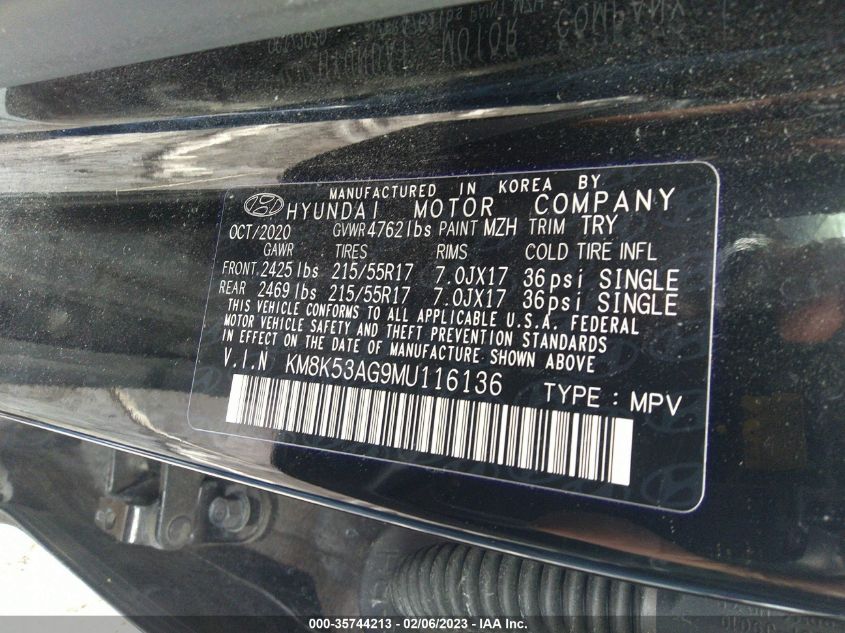 MANUFACTURED IN KOREA BY
HYUNDAI MOTOR COMPANY
OCT/2020 GVWR 4762lbs PAINT MZH TRIM TRY
GAWR TIRES RIMS COLD TIRE INFL
FRONT 2425lbs 215/55R17 7.0JX17 36psi SINGLE
REAR 2469lbs 215/55R17 7.0JX17 36psi SINGLE
THIS VEHICLE CONFORMS TO ALL APPLICABLE U.S.A. FEDERAL
MOTOR VEHICLE SAFETY AND THEFT PREVENTION STANDARDS
IN EFFECT ON THE DATE OF MANUFACTURE SHOWN ABOVE
V.I.N KM8K53AG9MU116136 TYPE : MPV
000-35744213 - 02/06/2023 - © IAA Inc.